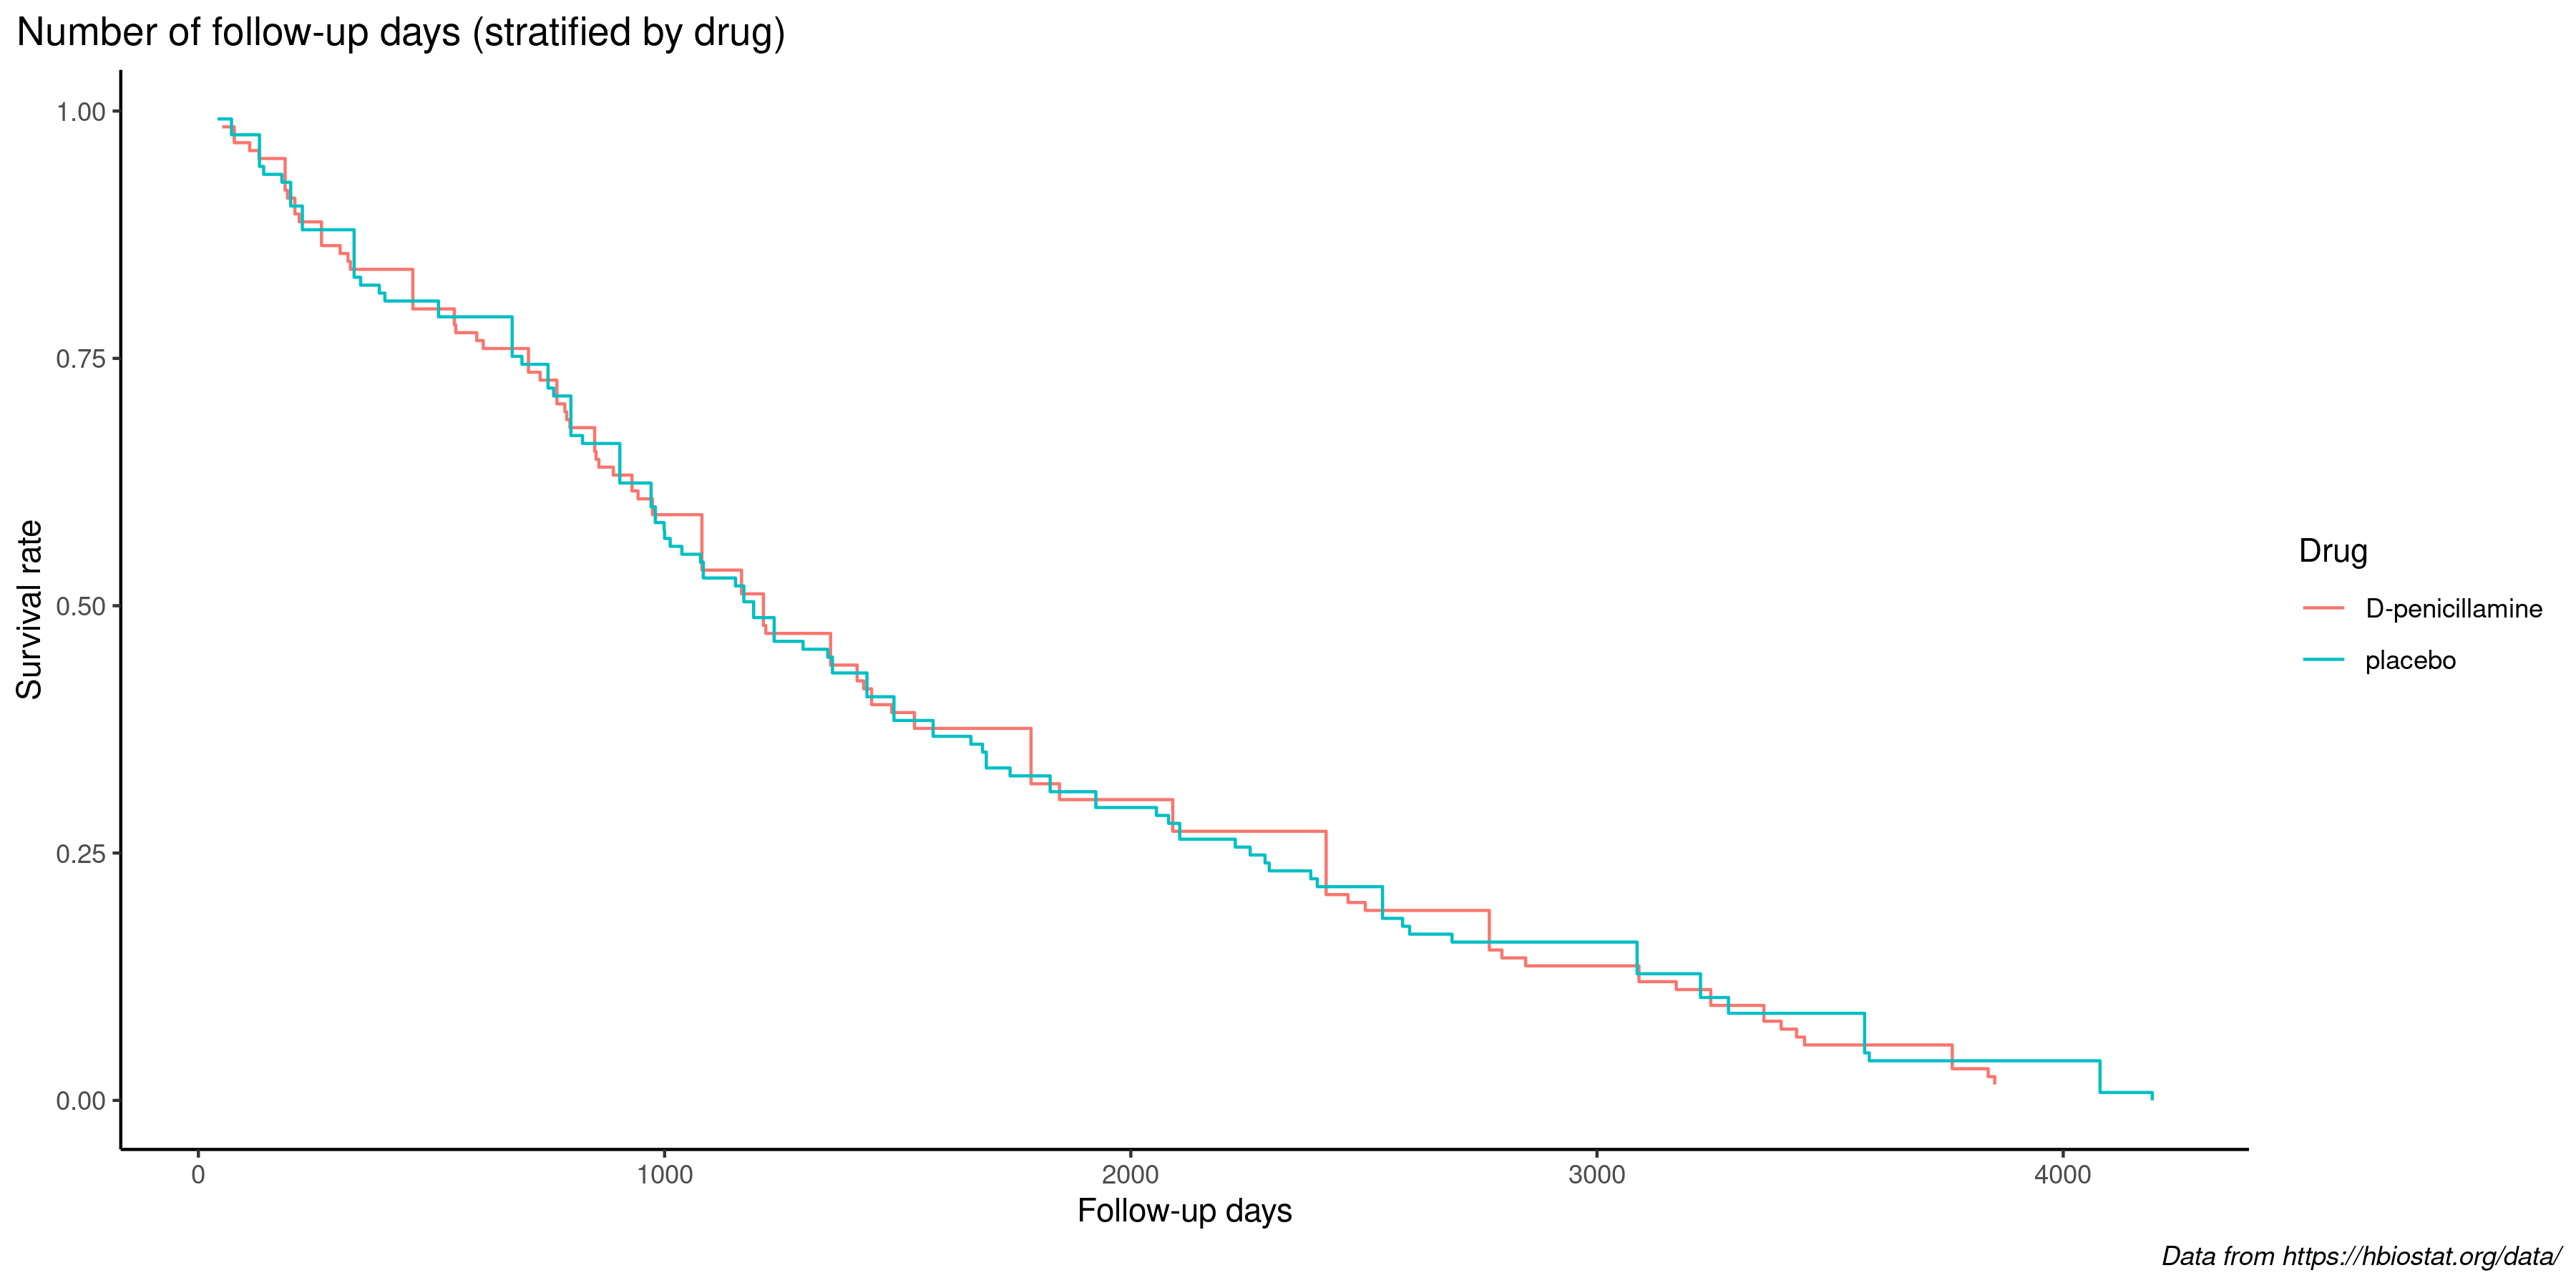 Number of follow-up days (stratified by drug)
1.00
0.75
0.50
0.25
0.00
Survival rate
0 1000 2000 3000 4000
Follow-up days
Drug
D-penicillamine
placebo
Data from https://hbiostat.org/data/